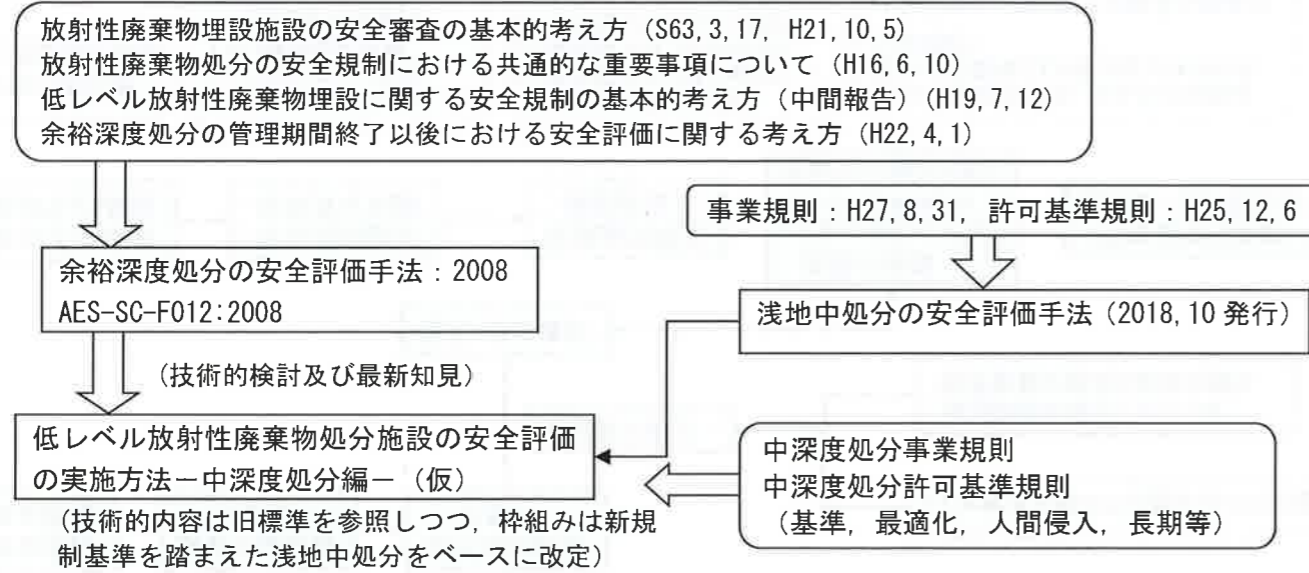 放射性廃棄物埋設施設の安全審査の基本的考え方（S63,3,17, H21,10,5）
放射性廃棄物処分の安全規制における共通的な重要事項について（H16,6,10）
低レベル放射性廃棄物埋設に関する安全規制の基本的考え方（中間報告）（H19,7,12）
余裕深度処分の管理期間終了以後における安全評価に関する考え方（H22,4,1）
事業規則：H27,8,31, 許可基準規則：H25,12,6
余裕深度処分の安全評価手法：2008
AES-SC-F012:2008
浅地中処分の安全評価手法（2018,10 発行）
（技術的検討及び最新知見）
低レベル放射性廃棄物処分施設の安全評価
の実施方法－中深度処分編－（仮）
中深度処分事業規則
中深度処分許可基準規則
（基準，最適化，人間侵入，長期等）
（技術的内容は旧標準を参照しつつ，枠組みは新規
制基準を踏まえた浅地中処分をベースに改定）